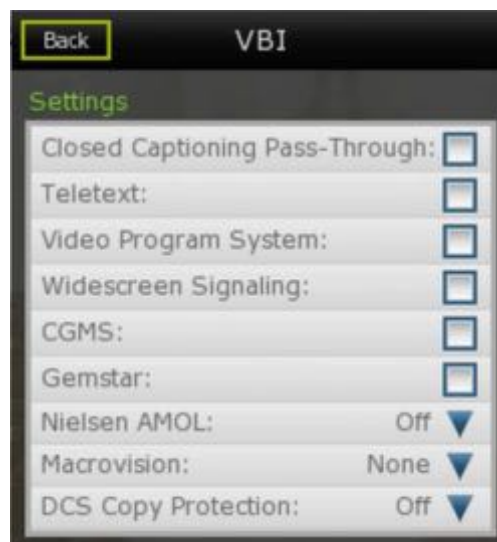 Back VBI
Settings
Closed Captioning Pass-Through:
Teletext:
Video Program System:
Widescreen Signaling:
CGMS:
Gemstar:
Nielsen AMOL: Off
Macrovision: None
DCS Copy Protection: Off